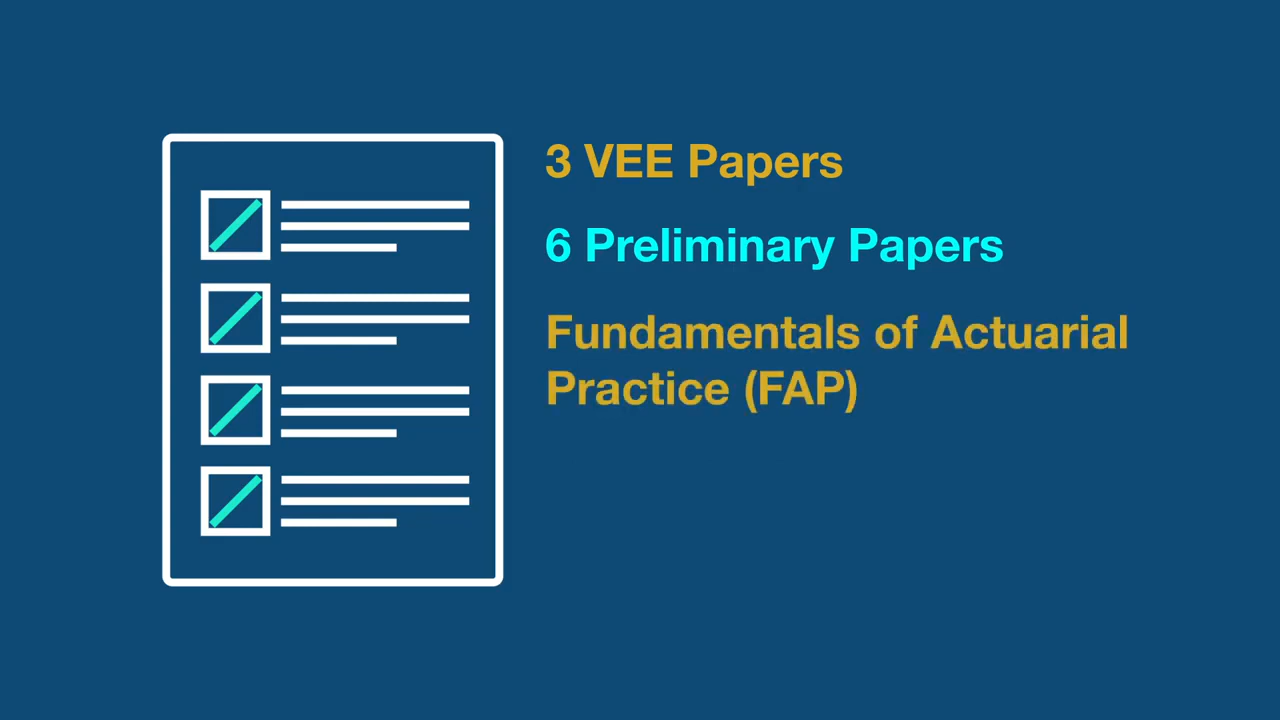 3 VEE Papers
6 Preliminary Papers
Fundamentals of Actuarial
Practice (FAP)